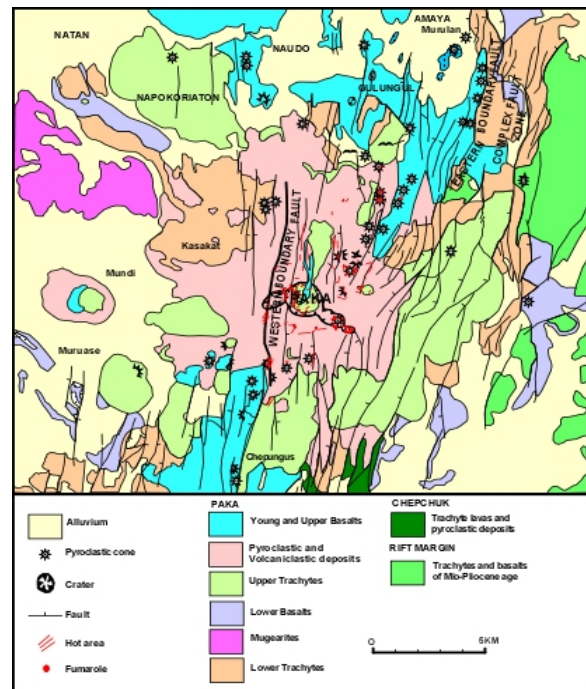 NATAN
NAUDO
AMAYA
Murulan
NAPOKORIATON
GULUNGUL
EASTERN BOUNDARY FAULT
COMPLEX FAULT
ZONE
WESTERN BOUNDARY FAULT
Kasakat
Mundi
PAKA
Muruase
Chepungus
Alluvium
Pyroclastic cone
Crater
Fault
Hot area
Fumarole
PAKA
Young and Upper Basalts
Pyroclastic and
Volcaniclastic deposits
Upper Trachytes
Lower Basalts
Mugearites
Lower Trachytes
CHEPCHUK
Trachyte lavas and
pyroclastic deposits
RIFT MARGIN
Trachytes and basalts
of Mio-Pliocene age
O
5KM